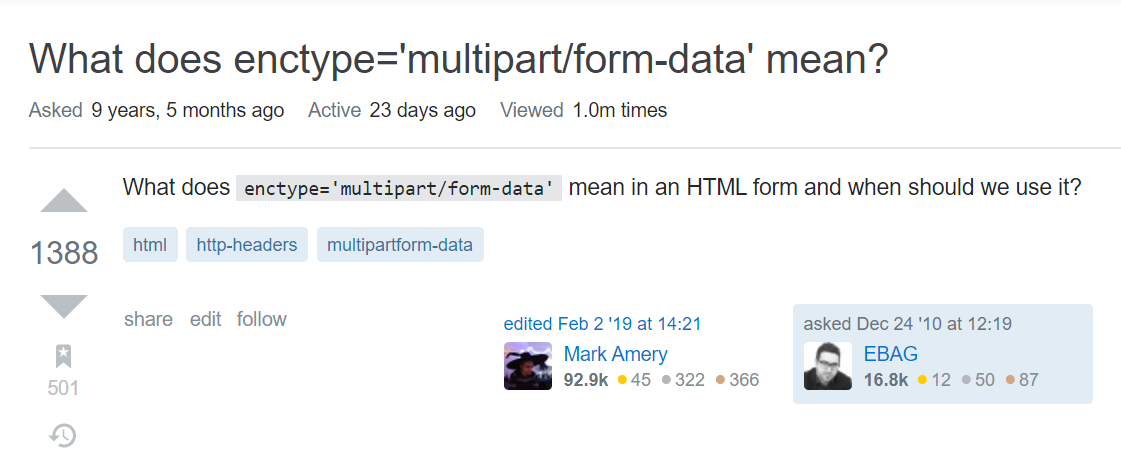 What does enctype='multipart/form-data' mean?
Asked 9 years, 5 months ago Active 23 days ago Viewed 1.0m times
What does enctype='multipart/form-data' mean in an HTML form and when should we use it?
1388
html http-headers multipartform-data
share edit follow
edited Feb 2 '19 at 14:21
Mark Amery
92.9k 45 322 366
asked Dec 24 '10 at 12:19
EBAG
16.8k 12 50 87
501